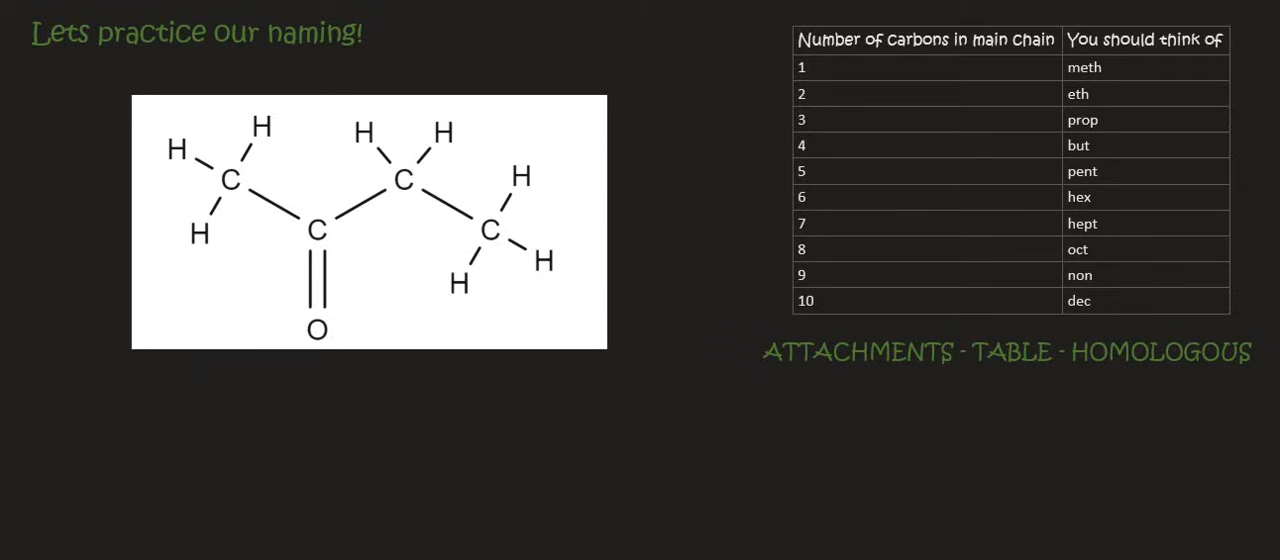 Lets practice our naming!
Number of carbons in main chain You should think of
1 meth
2 eth
3 prop
4 but
5 pent
6 hex
7 hept
8 oct
9 non
10 dec
H H H H
H C C H
C C
H H H
O
ATTACHMENTS - TABLE - HOMOLOGOUS